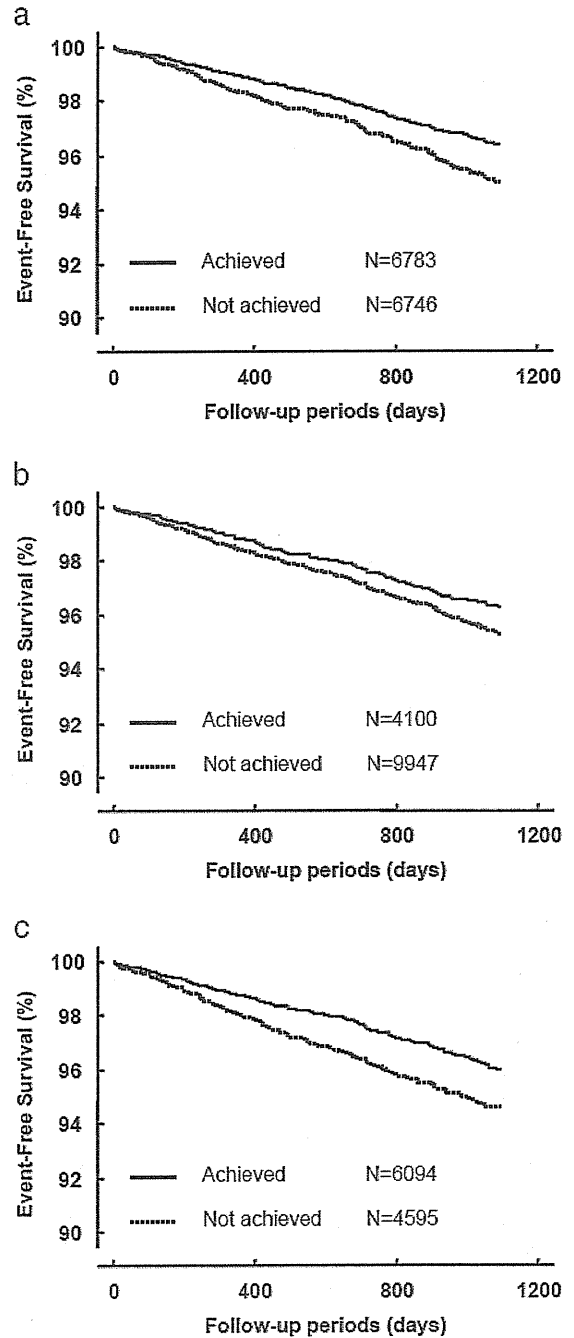 a
Event-Free Survival (%)
100
98
96
94
92
90
Achieved N=6783
Not achieved N=6746
0 400 800 1200
Follow-up periods (days)
b
Event-Free Survival (%)
100
98
96
94
92
90
Achieved N=4100
Not achieved N=9947
0 400 800 1200
Follow-up periods (days)
c
Event-Free Survival (%)
100
98
96
94
92
90
Achieved N=6094
Not achieved N=4595
0 400 800 1200
Follow-up periods (days)